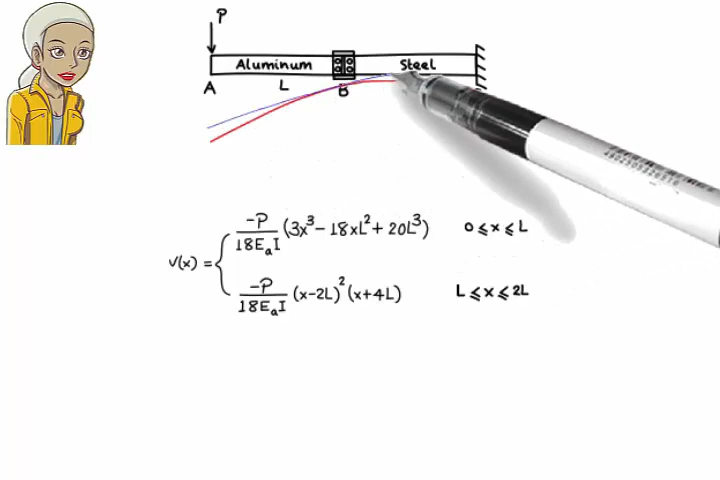 P
Aluminum Steel
A L B
v(x) = { -P/18EₐI (3x³ - 18xL² + 20L³) 0 ⩽ x ⩽ L
-P/18EₐI (x-2L)² (x+4L) L ⩽ x ⩽ 2L